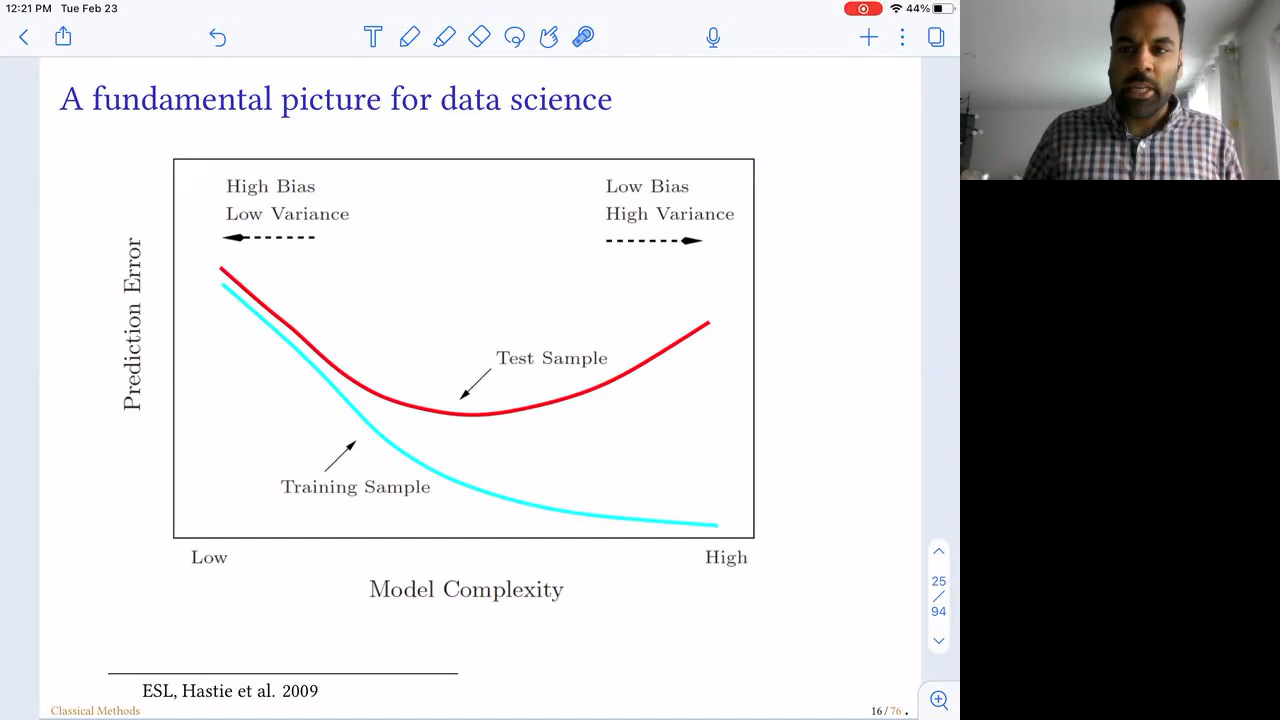 12:21 PM Tue Feb 23
44%
A fundamental picture for data science
High Bias
Low Variance
Low Bias
High Variance
Prediction Error
Test Sample
Training Sample
Low
High
Model Complexity
25
/
94
ESL, Hastie et al. 2009
Classical Methods
16 / 76